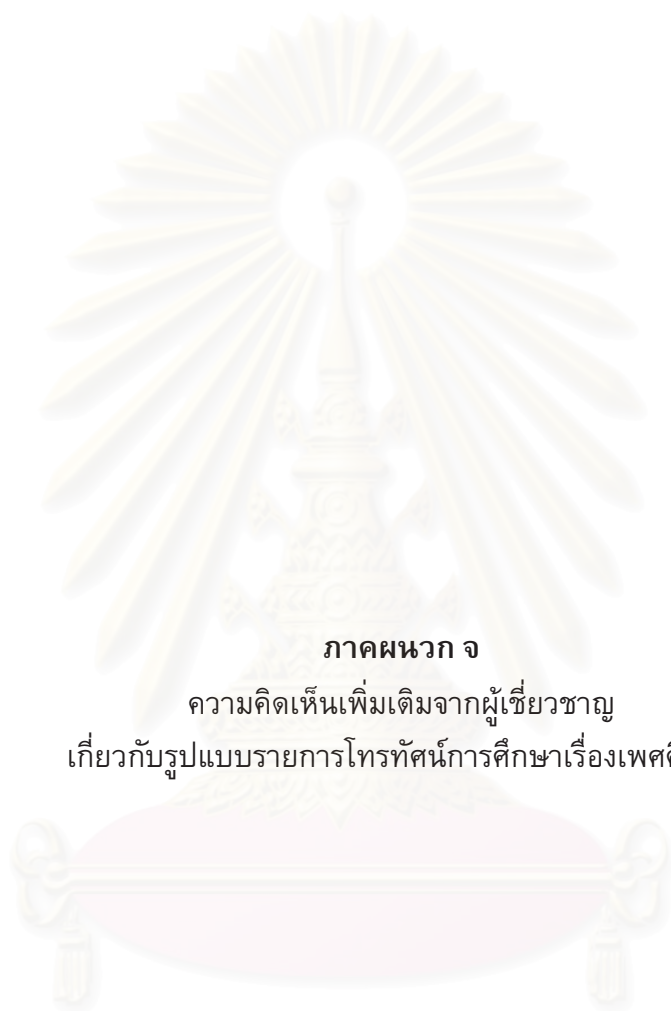 ภาคผนวก จ
ความคิดเห็นเพิ่มเติมจากผู้เชี่ยวชาญ
เกี่ยวกับรูปแบบรายการโทรทัศน์การศึกษาเรื่อง